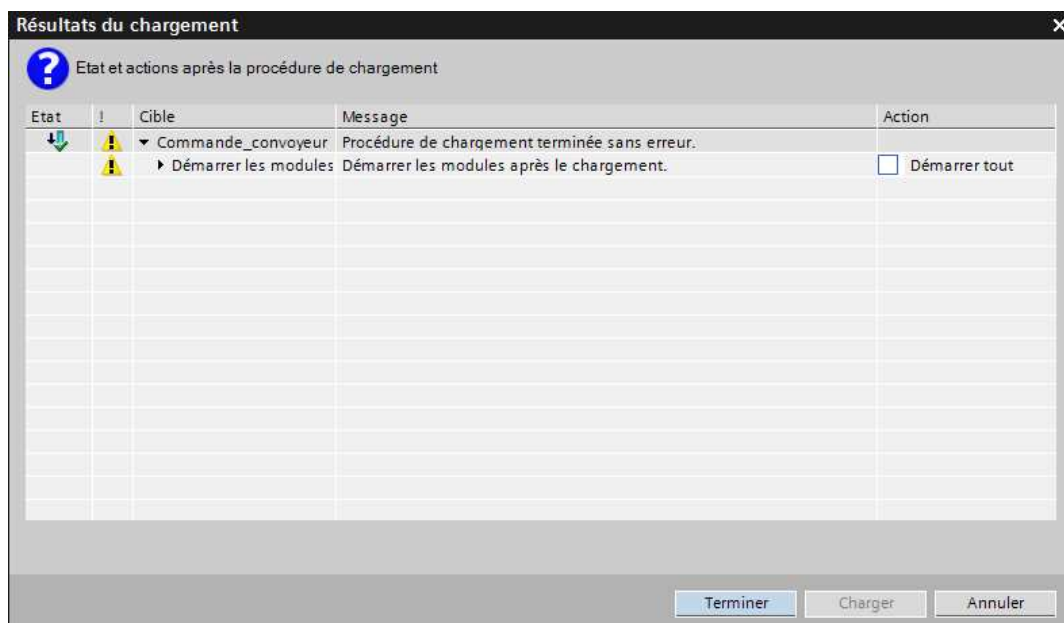 Résultats du chargement
Etat et actions après la procédure de chargement
Etat ! Cible Message Action
Commande_convoyeur Procédure de chargement terminée sans erreur.
Démarrer les modules Démarrer les modules après le chargement. Démarrer tout
Terminer Charger Annuler